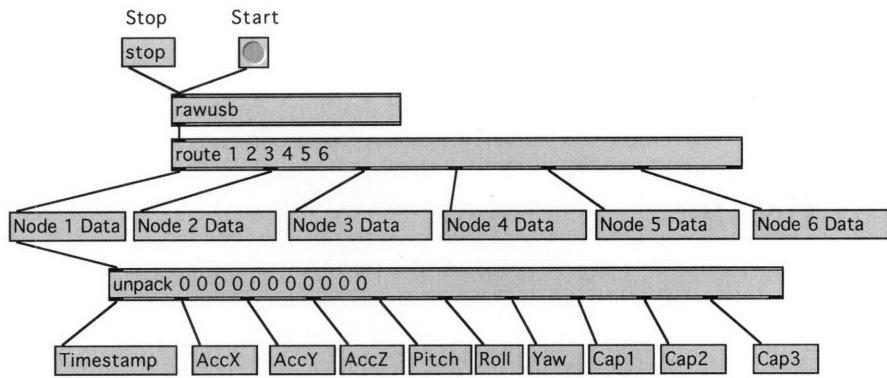 Stop Start
stop
rawusb
route 1 2 3 4 5 6
Node 1 Data Node 2 Data Node 3 Data Node 4 Data Node 5 Data Node 6 Data
unpack 0 0 0 0 0 0 0 0 0 0 0
Timestamp AccX AccY AccZ Pitch Roll Yaw Cap1 Cap2 Cap3